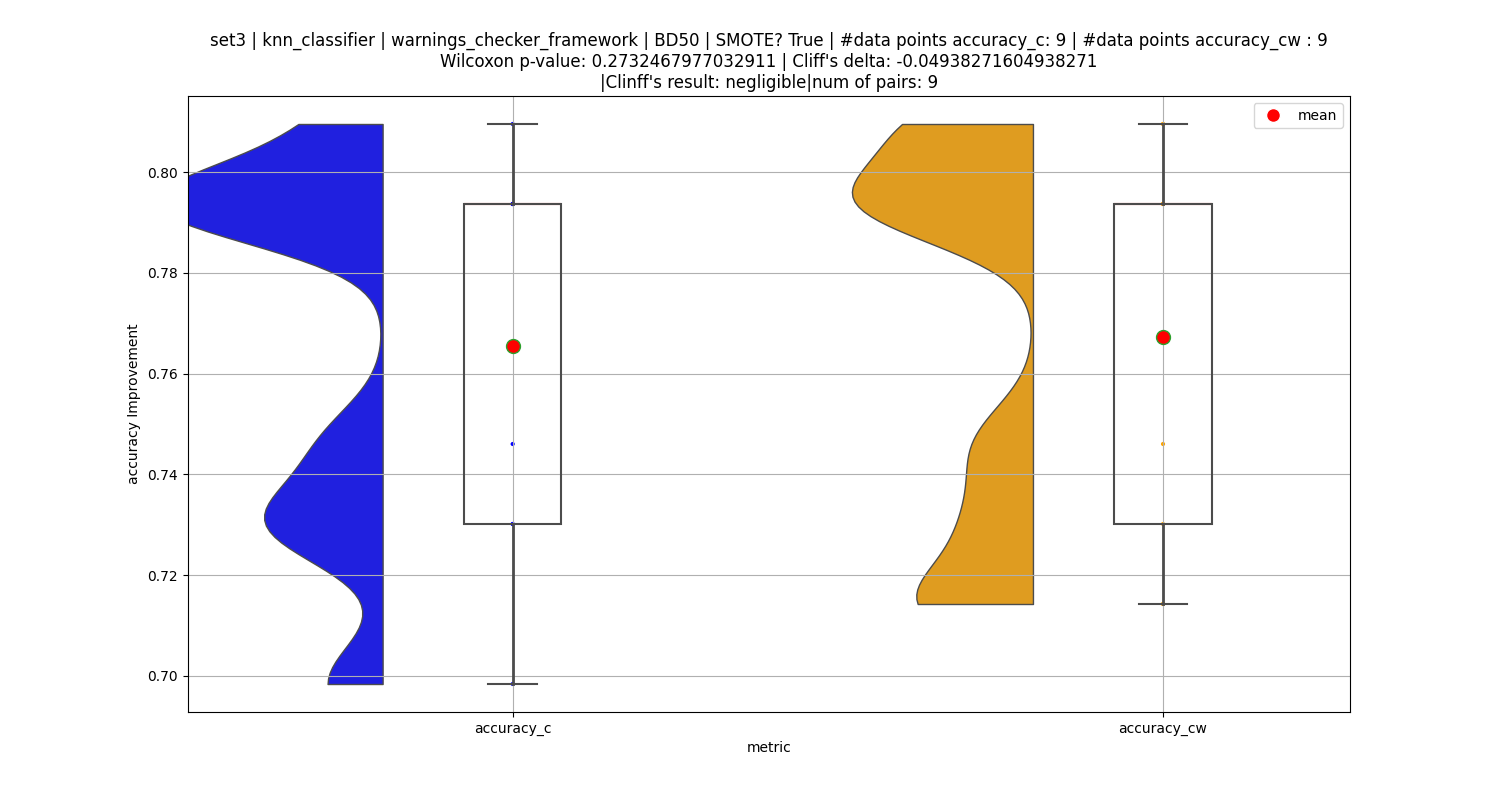 set3 | knn_classifier | warnings_checker_framework | BD50 | SMOTE? True | #data points accuracy_c: 9 | #data points accuracy_cw : 9
Wilcoxon p-value: 0.2732467977032911 | Cliff's delta: -0.04938271604938271
|Clinff's result: negligible|num of pairs: 9
mean
0.80
0.78
0.76
0.74
0.72
0.70
accuracy Improvement
accuracy_c
accuracy_cw
metric